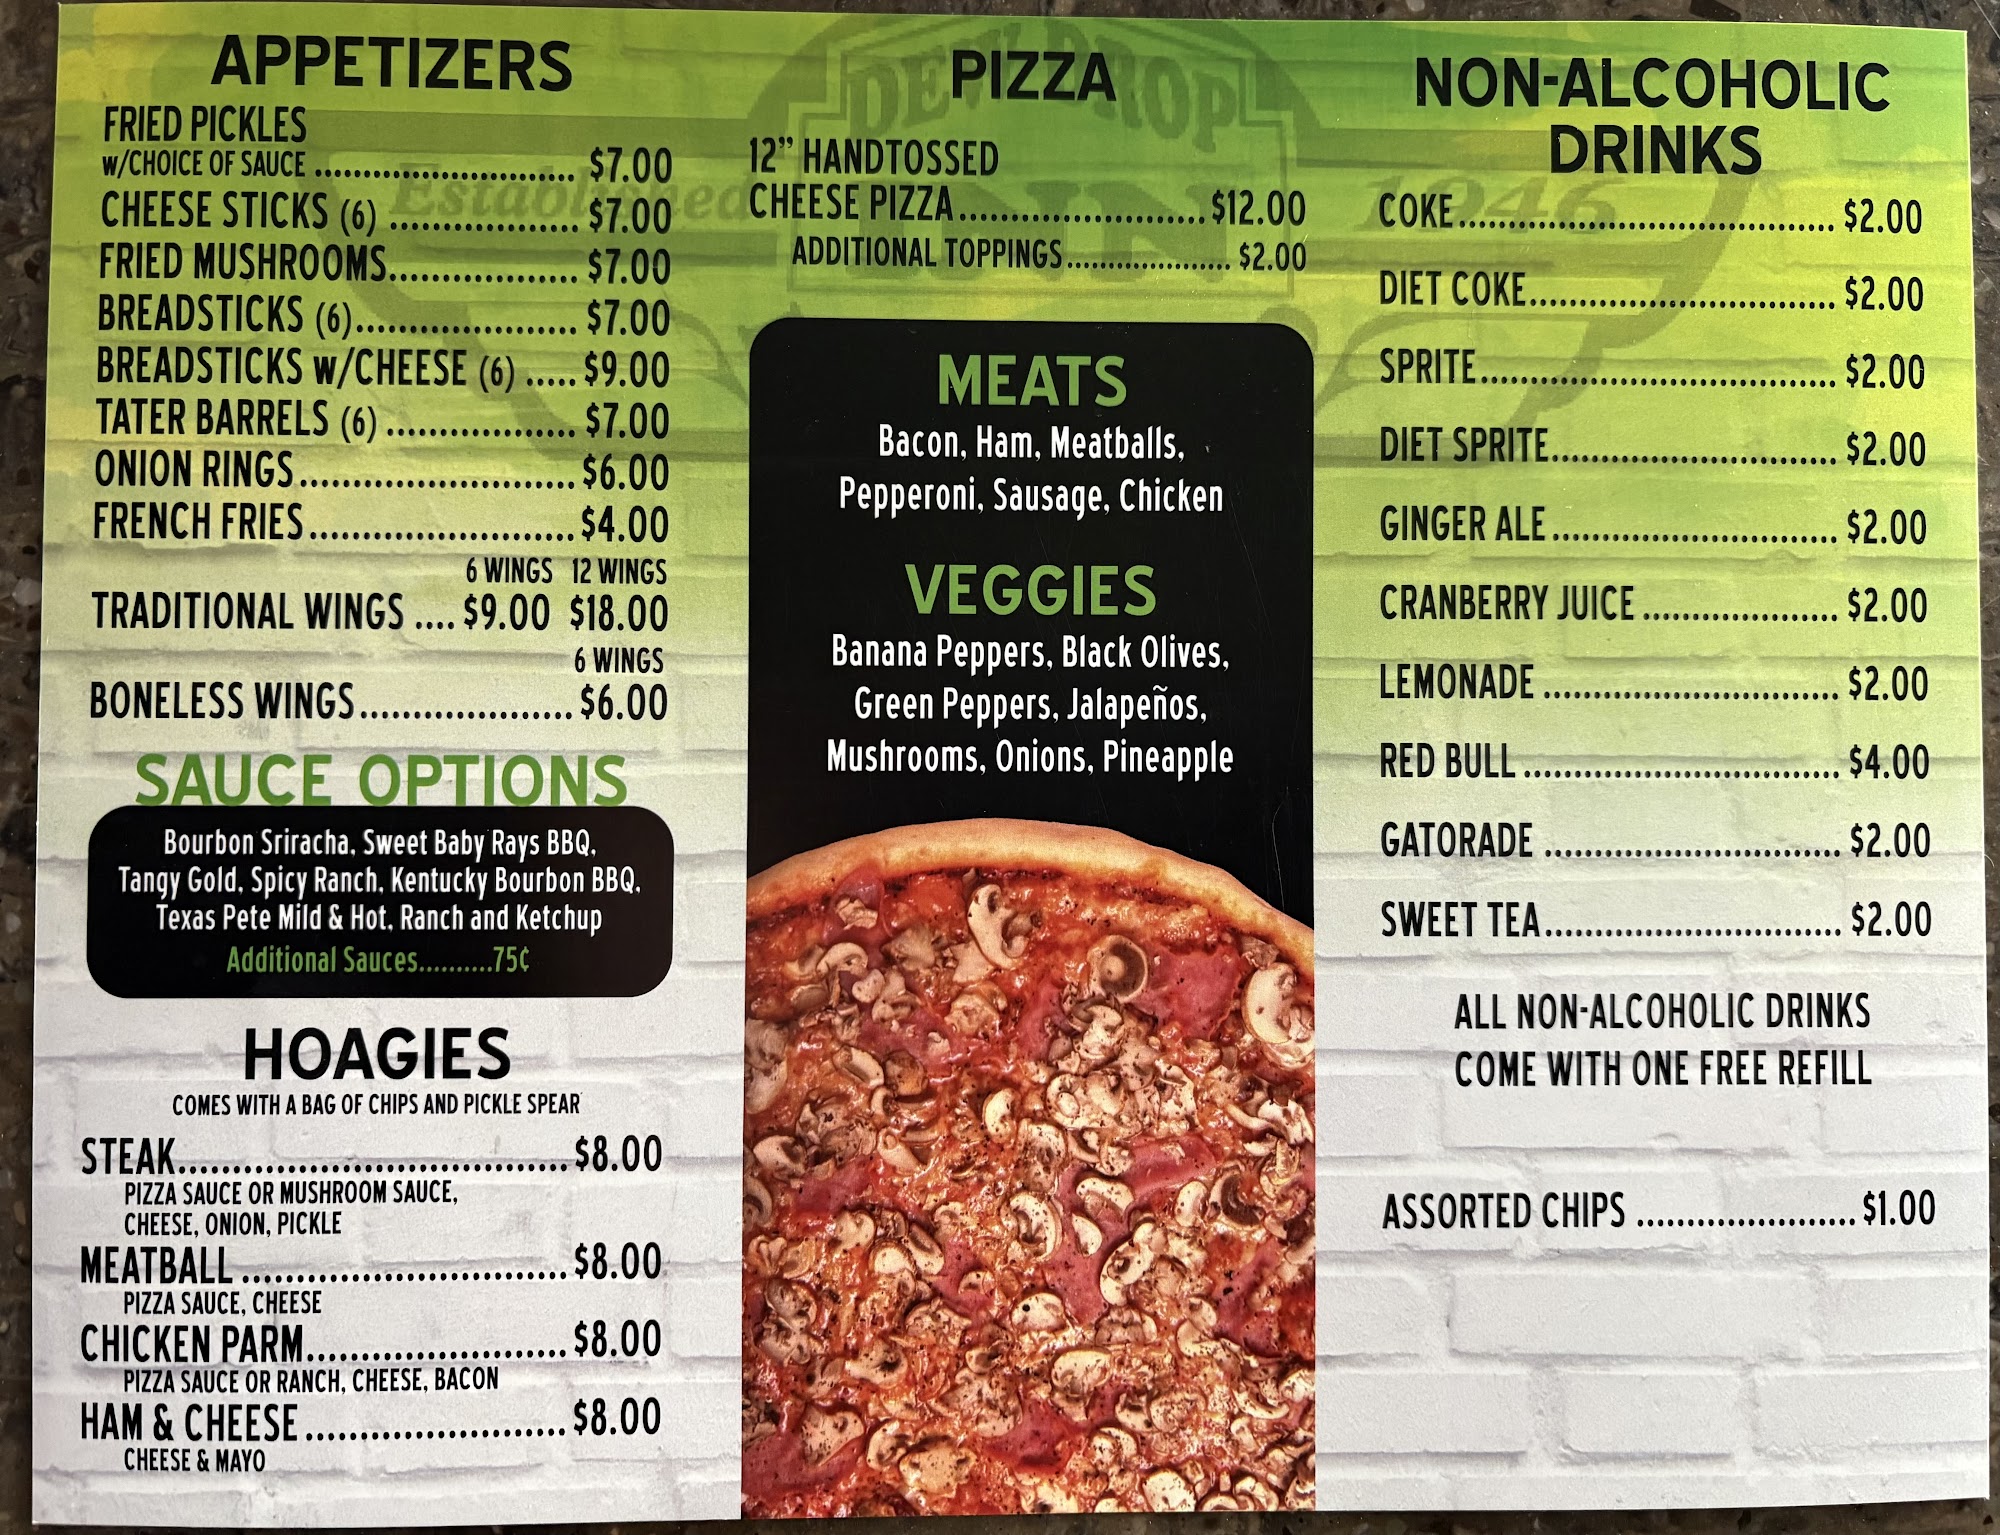 DEW DROP
INN
Established 1946
APPETIZERS
FRIED PICKLES
w/CHOICE OF SAUCE ............................ $7.00
CHEESE STICKS (6) ................... $7.00
FRIED MUSHROOMS................ $7.00
BREADSTICKS (6)...................... $7.00
BREADSTICKS w/CHEESE (6) ..... $9.00
TATER BARRELS (6) ................... $7.00
ONION RINGS........................... $6.00
FRENCH FRIES.......................... $4.00
6 WINGS 12 WINGS
TRADITIONAL WINGS .... $9.00 $18.00
6 WINGS
BONELESS WINGS..................... $6.00
SAUCE OPTIONS
Bourbon Sriracha, Sweet Baby Rays BBQ,
Tangy Gold, Spicy Ranch, Kentucky Bourbon BBQ,
Texas Pete Mild & Hot, Ranch and Ketchup
Additional Sauces..........75¢
HOAGIES
COMES WITH A BAG OF CHIPS AND PICKLE SPEAR
STEAK...................................... $8.00
PIZZA SAUCE OR MUSHROOM SAUCE,
CHEESE, ONION, PICKLE
MEATBALL ................................ $8.00
PIZZA SAUCE, CHEESE
CHICKEN PARM......................... $8.00
PIZZA SAUCE OR RANCH, CHEESE, BACON
HAM & CHEESE.......................... $8.00
CHEESE & MAYO
PIZZA
12" HANDTOSSED
CHEESE PIZZA........................ $12.00
ADDITIONAL TOPPINGS.................... $2.00
MEATS
Bacon, Ham, Meatballs,
Pepperoni, Sausage, Chicken
VEGGIES
Banana Peppers, Black Olives,
Green Peppers, Jalapeños,
Mushrooms, Onions, Pineapple
NON-ALCOHOLIC
DRINKS
COKE..................................... $2.00
DIET COKE.............................. $2.00
SPRITE................................... $2.00
DIET SPRITE............................ $2.00
GINGER ALE ............................ $2.00
CRANBERRY JUICE ................... $2.00
LEMONADE ............................. $2.00
RED BULL ............................... $4.00
GATORADE ............................. $2.00
SWEET TEA............................. $2.00
ALL NON-ALCOHOLIC DRINKS
COME WITH ONE FREE REFILL
ASSORTED CHIPS ..................... $1.00